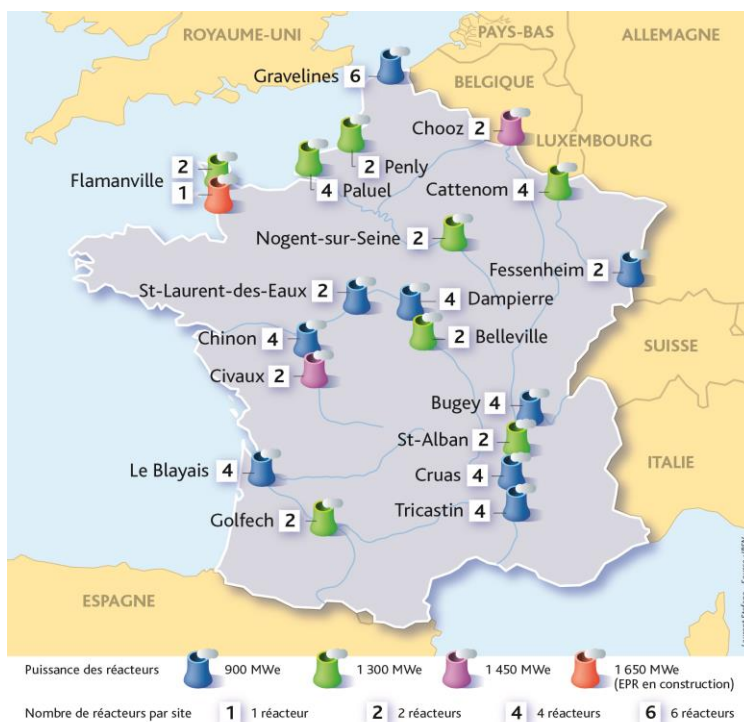 ROYAUME-UNI
PAYS-BAS
ALLEMAGNE
Gravelines 6
BELGIQUE
Chooz 2
LUXEMBOURG
2
Flamanville
1
2 Penly
4 Paluel
Cattenom 4
Nogent-sur-Seine 2
Fessenheim 2
St-Laurent-des-Eaux 2
4 Dampierre
Chinon 4
2 Belleville
SUISSE
Civaux 2
Bugey 4
St-Alban 2
ITALIE
Le Blayais 4
Cruas 4
Golfech 2
Tricastin 4
ESPAGNE
Puissance des réacteurs 900 MWe 1 300 MWe 1 450 MWe 1 650 MWe
(EPR en construction)
Nombre de réacteurs par site 1 1 réacteur 2 2 réacteurs 4 4 réacteurs 6 6 réacteurs